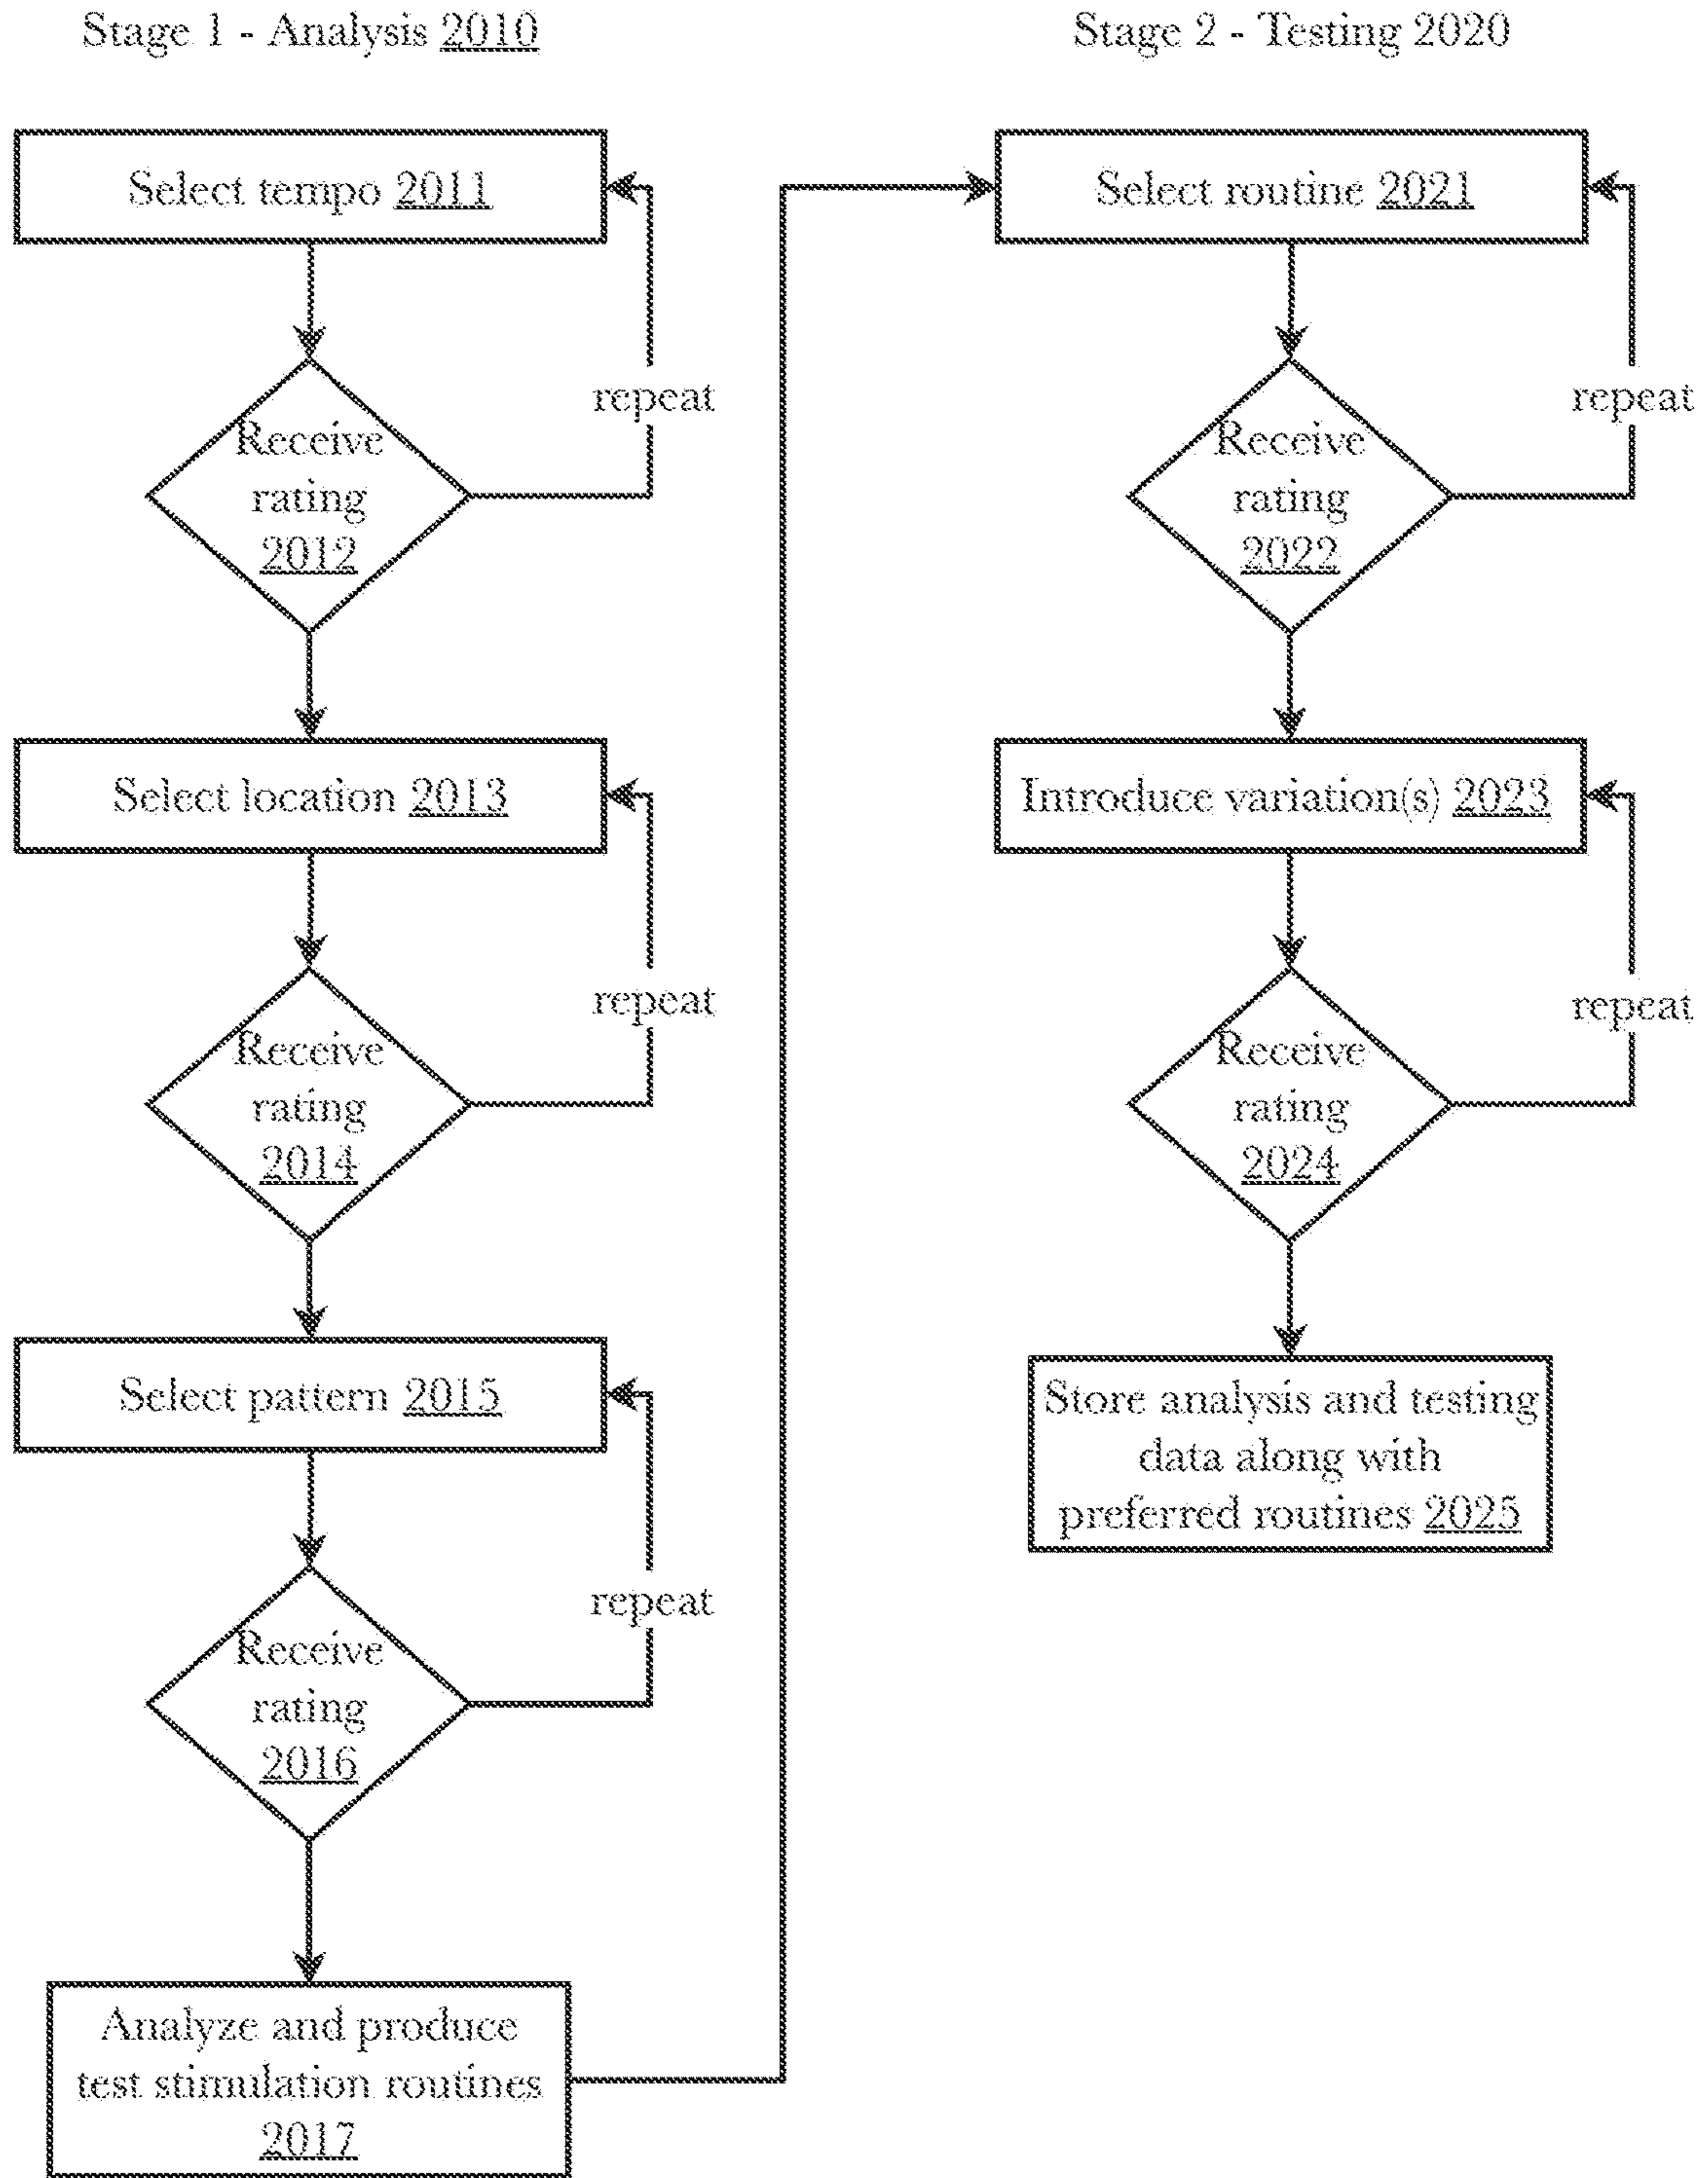 Stage 1 - Analysis 2010
Select tempo 2011
repeat
Receive
rating
2012
Select location 2013
repeat
Receive
rating
2014
Select pattern 2015
repeat
Receive
rating
2016
Analyze and produce
test stimulation routines
2017
Stage 2 - Testing 2020
Select routine 2021
repeat
Receive
rating
2022
Introduce variation(s) 2023
repeat
Receive
rating
2024
Store analysis and testing
data along with
preferred routines 2025